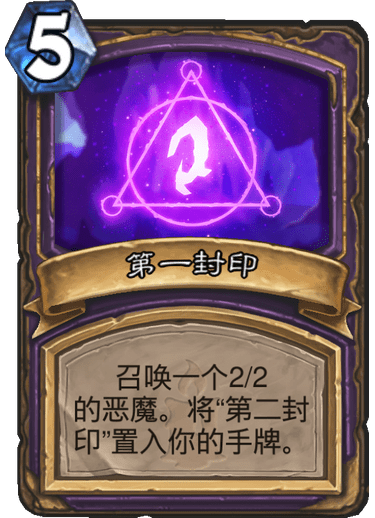 5
第一封印
召唤一个2/2
的恶魔。将“第二封
印”置入你的手牌。